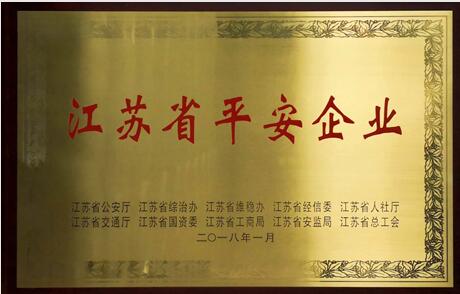 江苏省平安企业
江苏省公安厅 江苏省综治办 江苏省维稳办 江苏省经信委 江苏省人社厅
江苏省交通厅 江苏省国资委 江苏省工商局 江苏省安监局 江苏省总工会
二〇一八年一月